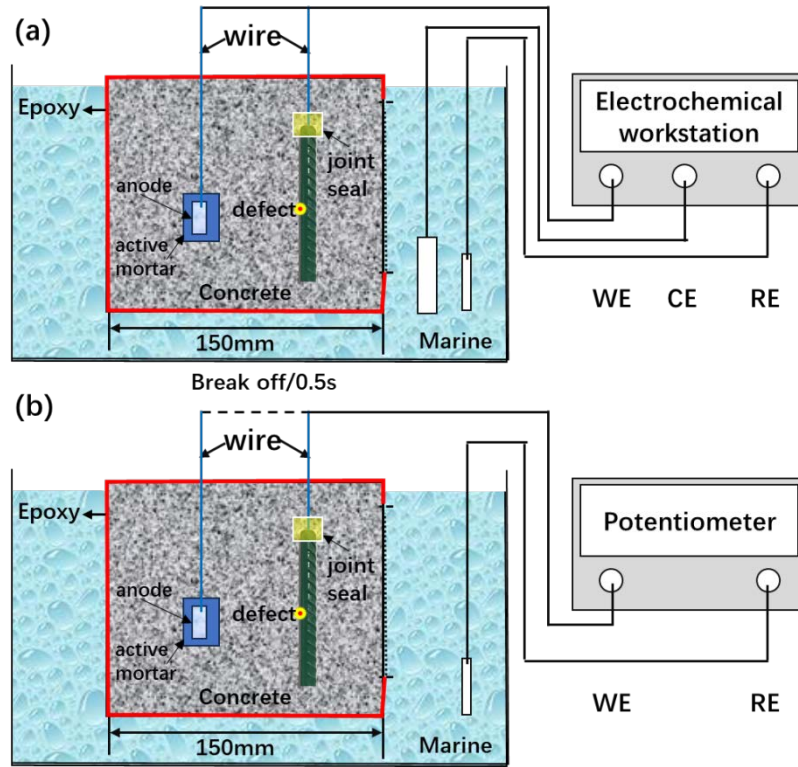 (a)
wire
Epoxy
Electrochemical
workstation
joint
seal
anode
defect
active
mortar
Concrete
150mm
Marine
WE CE RE
Break off/0.5s
(b)
wire
Epoxy
Potentiometer
joint
seal
anode
defect
active
mortar
Concrete
150mm
Marine
WE RE